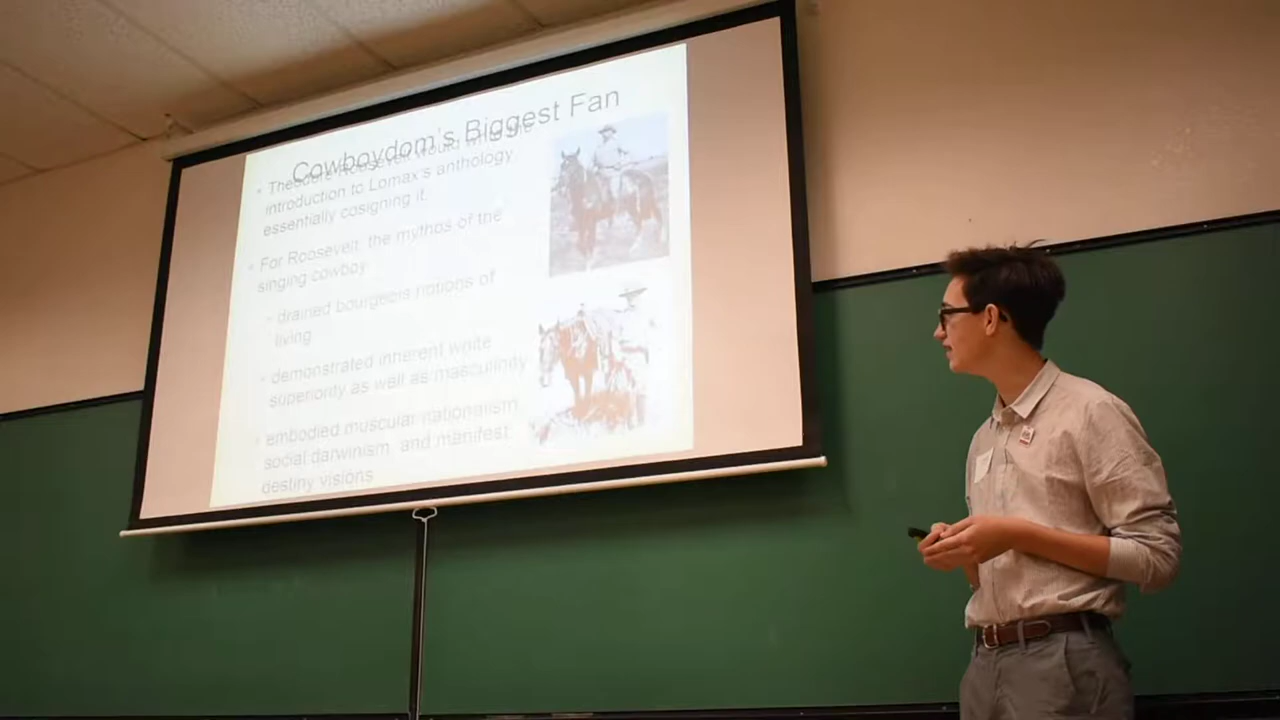 Cowboydom's Biggest Fan
Theodore Roosevelt would write the
introduction to Lomax's anthology,
essentially cosigning it.
For Roosevelt, the mythos of the
singing cowboy
drained bourgeois notions of
living
demonstrated inherent white
superiority as well as masculinity
embodied muscular nationalism
social darwinism and manifest
destiny visions